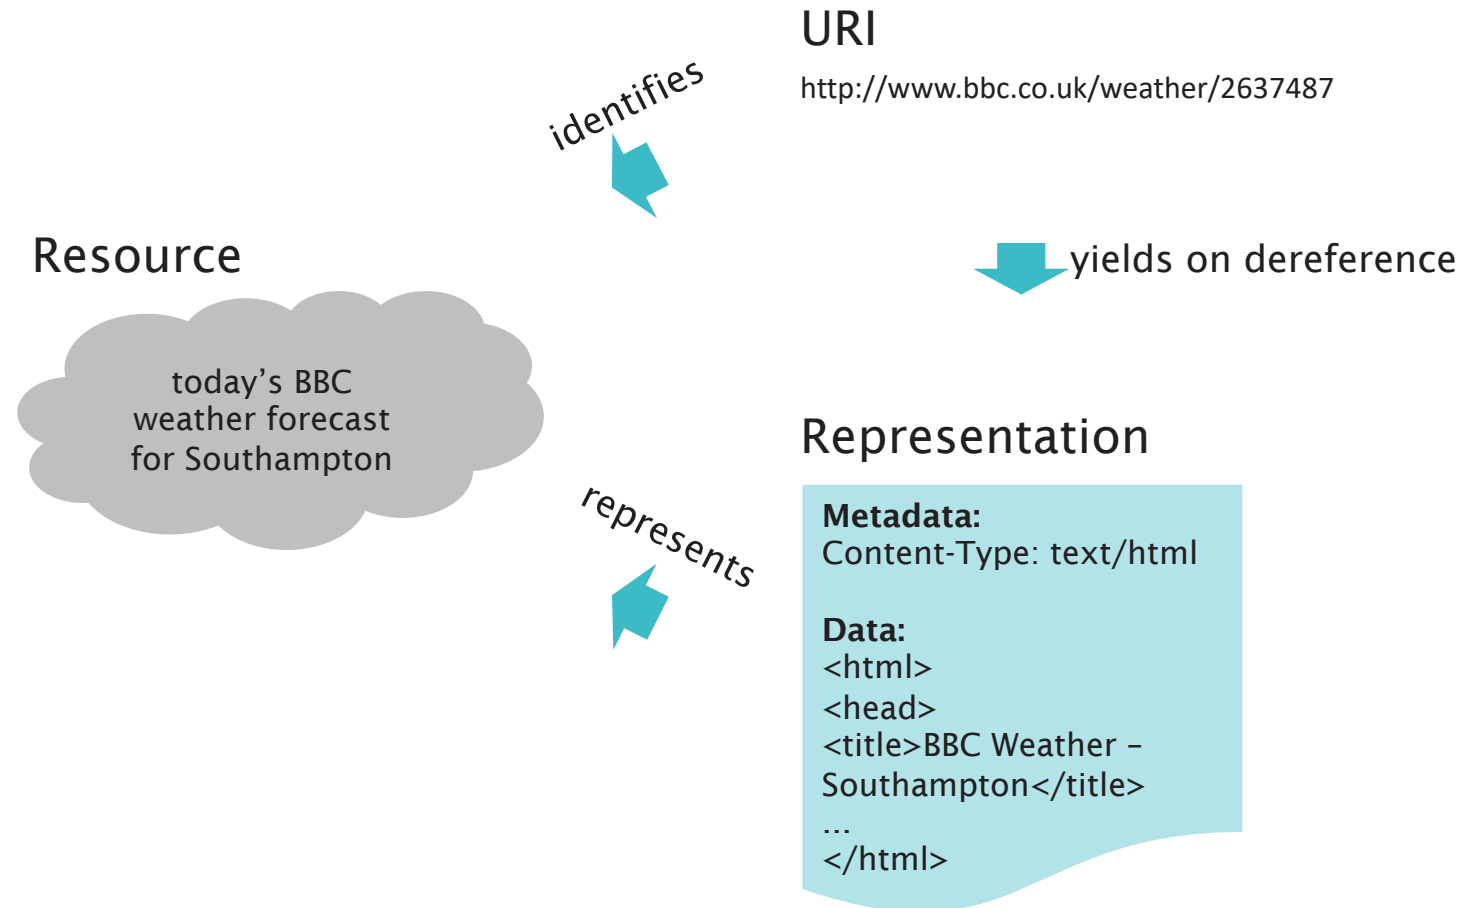 URI
http://www.bbc.co.uk/weather/2637487
identifies
Resource
yields on dereference
today’s BBC
weather forecast
for Southampton
Representation
represents
Metadata:
Content-Type: text/html
Data:
<html>
<head>
<title>BBC Weather –
Southampton</title>
...
</html>